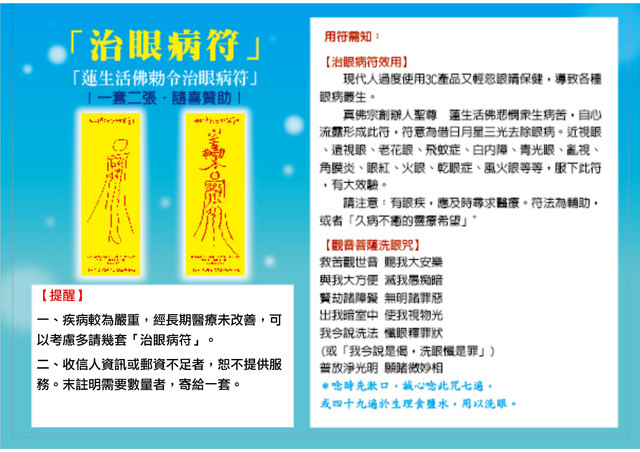 「治眼病符」
「蓮生活佛勅令治眼病符」
| 一套二張．隨喜贊助 |
【提醒】
一、疾病較為嚴重，經長期醫療未改善，可
以考慮多請幾套「治眼病符」。
二、收信人資訊或郵資不足者，恕不提供服
務。未註明需要數量者，寄給一套。
用符需知：
【治眼病符效用】
現代人過度使用3C產品又輕忽眼睛保健，導致各種
眼病叢生。
真佛宗創辦人聖尊　蓮生活佛悲憫衆生病苦，自心
流露形成此符，符意為借日月星三光去除眼病。近視眼
、遠視眼、老花眼、飛蚊症、白內障、青光眼、亂視、
角膜炎、眼紅、火眼、乾眼症、風火眼等等，服下此符
，有大效驗。
請注意：有眼疾，應及時尋求醫療。符法為輔助，
或者「久病不癒的靈療希望」。
【觀音菩薩洗眼咒】
救苦觀世音 賜我大安樂
與我大方便 滅我愚痴暗
賢劫諸障礙 無明諸罪惡
出我暗室中 使我視物光
我今說洗法 懺眼釋罪狀
(或「我今說是偈，洗眼懺是罪」)
普放淨光明 願睹微妙相
＊唸時先漱口，誠心唸此咒七遍，
或四十九遍於生理食鹽水，用以洗眼。